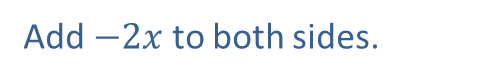 Add −2x to both sides.